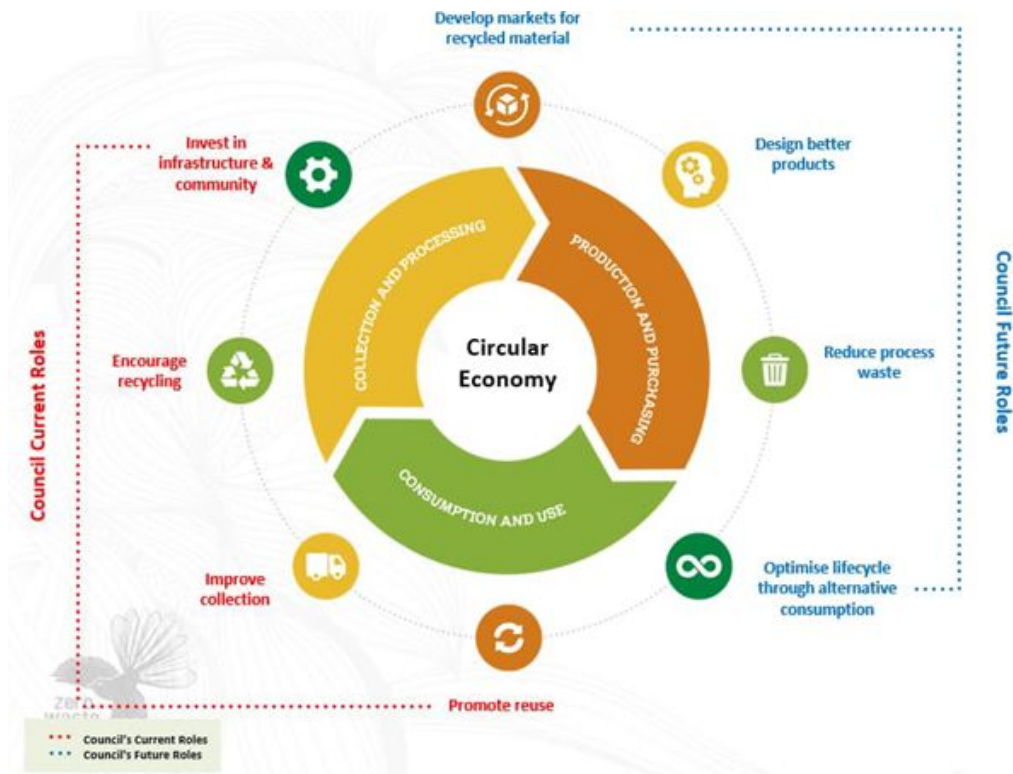 Develop markets for
recycled material
Invest in
infrastructure &
community
Design better
products
COLLECTION AND PROCESSING
PRODUCTION AND PURCHASING
Circular
Economy
Council Current Roles
Council Future Roles
Encourage
recycling
Reduce process
waste
CONSUMPTION AND USE
Improve
collection
Optimise lifecycle
through alternative
consumption
Promote reuse
zero
waste
Council's Current Roles
Council's Future Roles